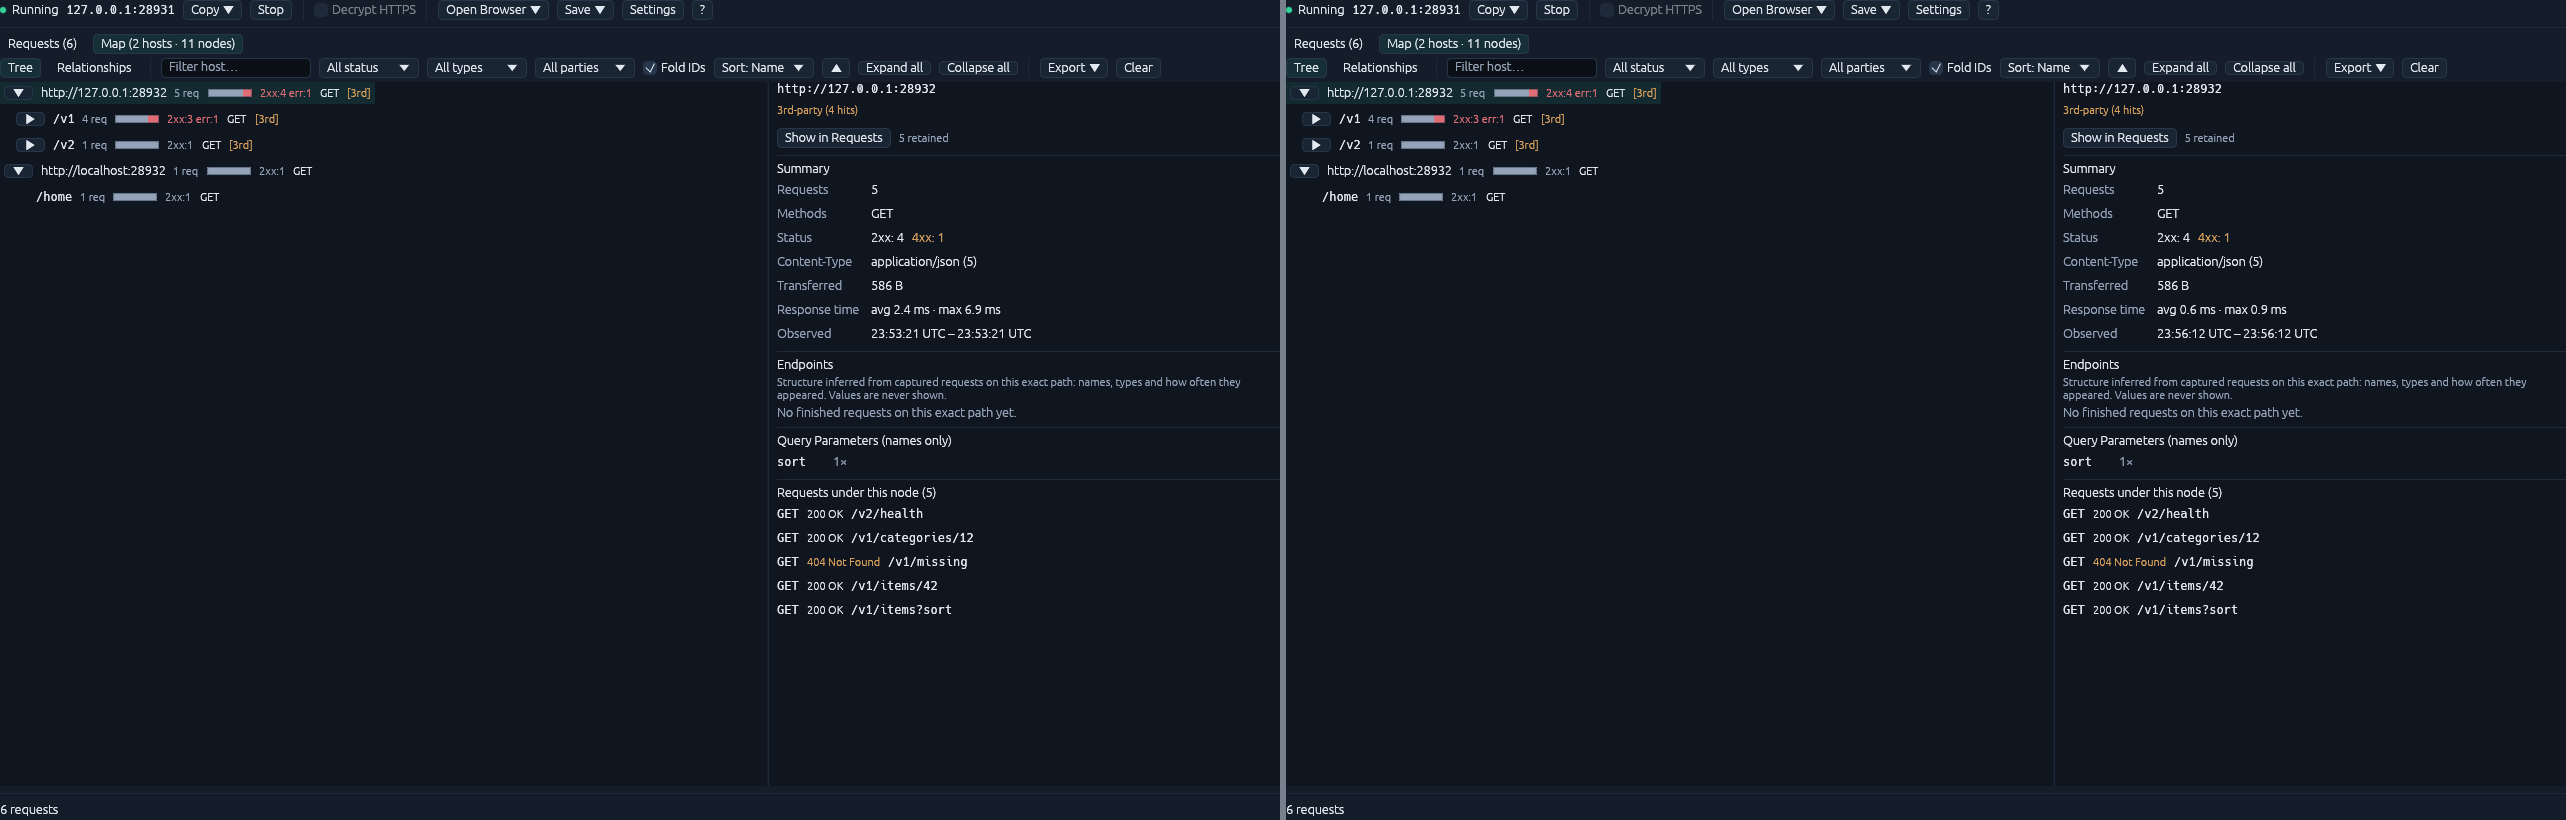 Running 127.0.0.1:28931 Copy ▼ Stop Decrypt HTTPS Open Browser ▼ Save ▼ Settings ?
Requests (6) Map (2 hosts · 11 nodes)
Tree Relationships Filter host... All status ▼ All types ▼ All parties ▼ Fold IDs Sort: Name ▼ ▲ Expand all Collapse all Export ▼ Clear
▼ http://127.0.0.1:28932 5 req 2xx:4 err:1 GET [3rd]
▶ /v1 4 req 2xx:3 err:1 GET [3rd]
▶ /v2 1 req 2xx:1 GET [3rd]
▼ http://localhost:28932 1 req 2xx:1 GET
/home 1 req 2xx:1 GET
http://127.0.0.1:28932
3rd-party (4 hits)
Show in Requests 5 retained
Summary
Requests 5
Methods GET
Status 2xx: 4 4xx: 1
Content-Type application/json (5)
Transferred 586 B
Response time avg 2.4 ms · max 6.9 ms
Observed 23:53:21 UTC – 23:53:21 UTC
Endpoints
Structure inferred from captured requests on this exact path: names, types and how often they
appeared. Values are never shown.
No finished requests on this exact path yet.
Query Parameters (names only)
sort 1×
Requests under this node (5)
GET 200 OK /v2/health
GET 200 OK /v1/categories/12
GET 404 Not Found /v1/missing
GET 200 OK /v1/items/42
GET 200 OK /v1/items?sort
6 requests
Running 127.0.0.1:28931 Copy ▼ Stop Decrypt HTTPS Open Browser ▼ Save ▼ Settings ?
Requests (6) Map (2 hosts · 11 nodes)
Tree Relationships Filter host... All status ▼ All types ▼ All parties ▼ Fold IDs Sort: Name ▼ ▲ Expand all Collapse all Export ▼ Clear
▼ http://127.0.0.1:28932 5 req 2xx:4 err:1 GET [3rd]
▶ /v1 4 req 2xx:3 err:1 GET [3rd]
▶ /v2 1 req 2xx:1 GET [3rd]
▼ http://localhost:28932 1 req 2xx:1 GET
/home 1 req 2xx:1 GET
http://127.0.0.1:28932
3rd-party (4 hits)
Show in Requests 5 retained
Summary
Requests 5
Methods GET
Status 2xx: 4 4xx: 1
Content-Type application/json (5)
Transferred 586 B
Response time avg 0.6 ms · max 0.9 ms
Observed 23:56:12 UTC – 23:56:12 UTC
Endpoints
Structure inferred from captured requests on this exact path: names, types and how often they
appeared. Values are never shown.
No finished requests on this exact path yet.
Query Parameters (names only)
sort 1×
Requests under this node (5)
GET 200 OK /v2/health
GET 200 OK /v1/categories/12
GET 404 Not Found /v1/missing
GET 200 OK /v1/items/42
GET 200 OK /v1/items?sort
6 requests